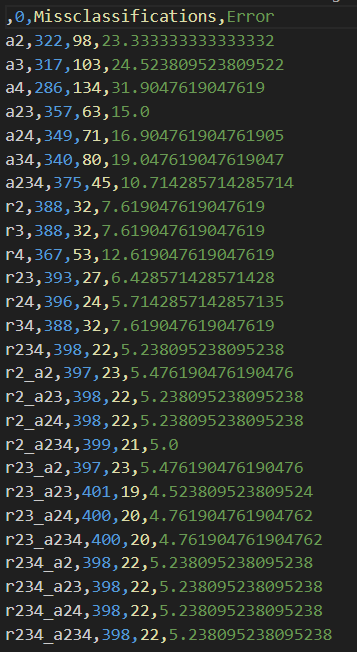 ,0,Missclassifications,Error
a2,322,98,23.333333333333332
a3,317,103,24.523809523809522
a4,286,134,31.9047619047619
a23,357,63,15.0
a24,349,71,16.904761904761905
a34,340,80,19.047619047619047
a234,375,45,10.714285714285714
r2,388,32,7.619047619047619
r3,388,32,7.619047619047619
r4,367,53,12.619047619047619
r23,393,27,6.428571428571428
r24,396,24,5.7142857142857135
r34,388,32,7.619047619047619
r234,398,22,5.238095238095238
r2_a2,397,23,5.476190476190476
r2_a23,398,22,5.238095238095238
r2_a24,398,22,5.238095238095238
r2_a234,399,21,5.0
r23_a2,397,23,5.476190476190476
r23_a23,401,19,4.523809523809524
r23_a24,400,20,4.761904761904762
r23_a234,400,20,4.761904761904762
r234_a2,398,22,5.238095238095238
r234_a23,398,22,5.238095238095238
r234_a24,398,22,5.238095238095238
r234_a234,398,22,5.238095238095238